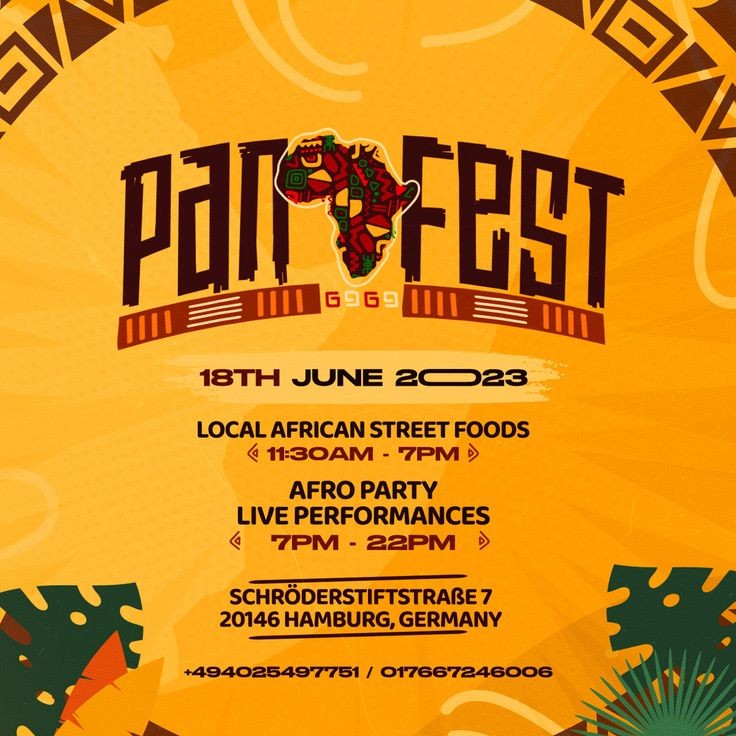 PAN FEST
18TH JUNE 2023
LOCAL AFRICAN STREET FOODS
11:30AM - 7PM
AFRO PARTY
LIVE PERFORMANCES
7PM - 22PM
SCHRÖDERSTIFTSTRAßE 7
20146 HAMBURG, GERMANY
+494025497751 / 017667246006